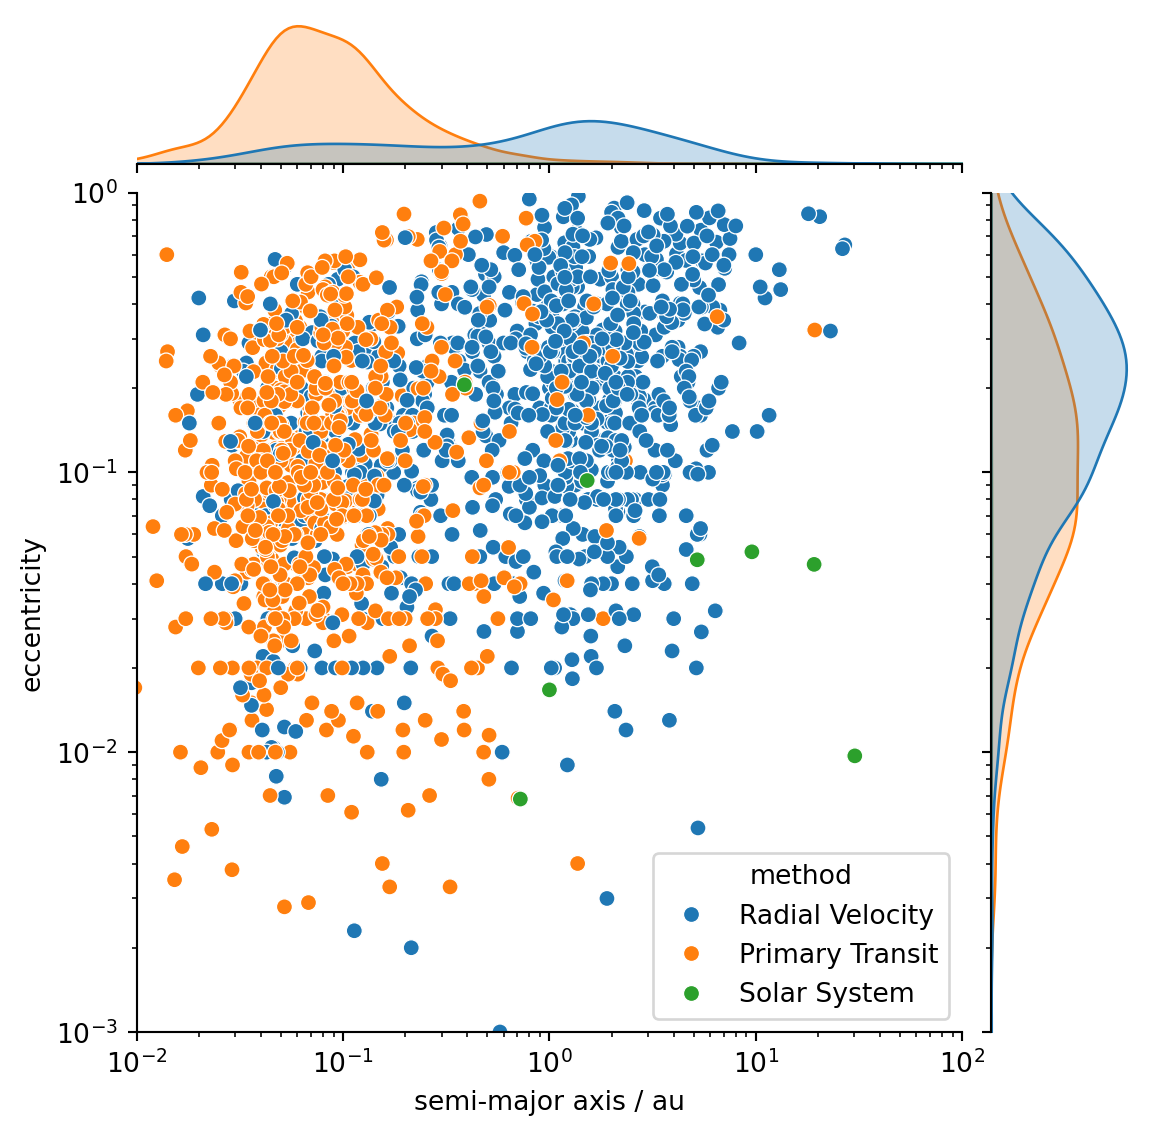 10⁰
10⁻¹
10⁻²
10⁻³
eccentricity
method
Radial Velocity
Primary Transit
Solar System
10⁻² 10⁻¹ 10⁰ 10¹ 10²
semi-major axis / au